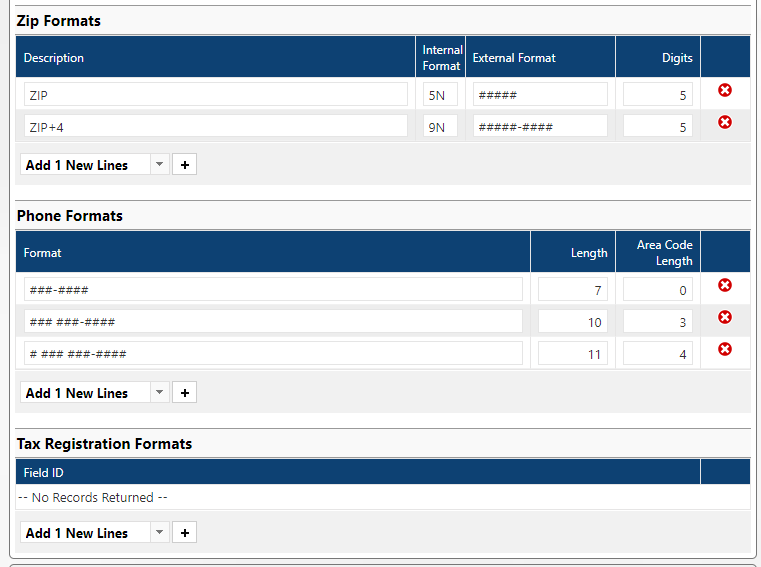 Zip Formats
Description Internal Format External Format Digits
ZIP 5N ##### 5
ZIP+4 9N #####-#### 5
Add 1 New Lines +
Phone Formats
Format Length Area Code Length
###-#### 7 0
### ###-#### 10 3
# ### ###-#### 11 4
Add 1 New Lines +
Tax Registration Formats
Field ID
-- No Records Returned --
Add 1 New Lines +